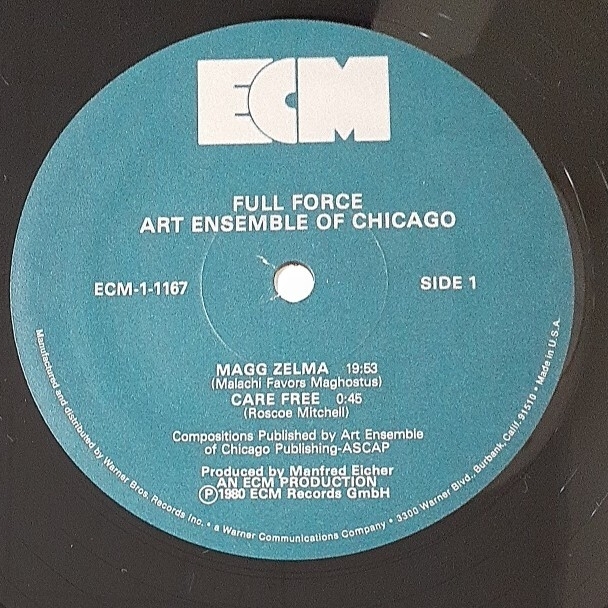 ECM
FULL FORCE
ART ENSEMBLE OF CHICAGO
ECM-1-1167
SIDE 1
MAGG ZELMA 19:53
(Malachi Favors Maghostus)
CARE FREE 0:45
(Roscoe Mitchell)
Compositions Published by Art Ensemble
of Chicago Publishing-ASCAP
Produced by Manfred Eicher
AN ECM PRODUCTION
Ⓟ1980 ECM Records GmbH
Manufactured and distributed by Warner Bros. Records Inc. • a Warner Communications Company • 3300 Warner Blvd., Burbank, Calif. 91510 • Made in U.S.A.